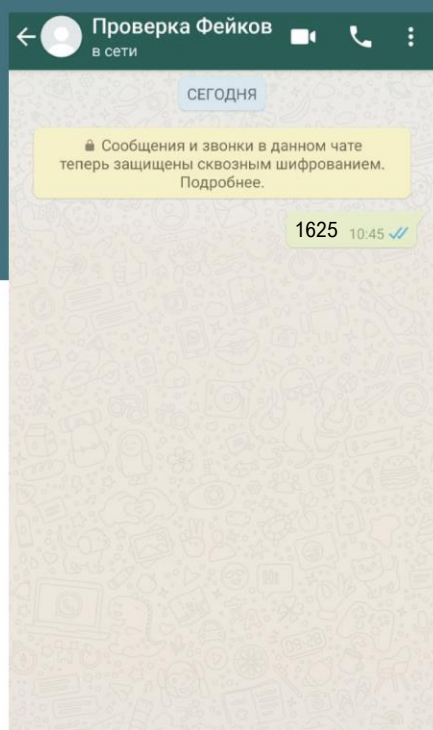 Проверка Фейков
в сети
СЕГОДНЯ
Сообщения и звонки в данном чате
теперь защищены сквозным шифрованием.
Подробнее.
1625 10:45